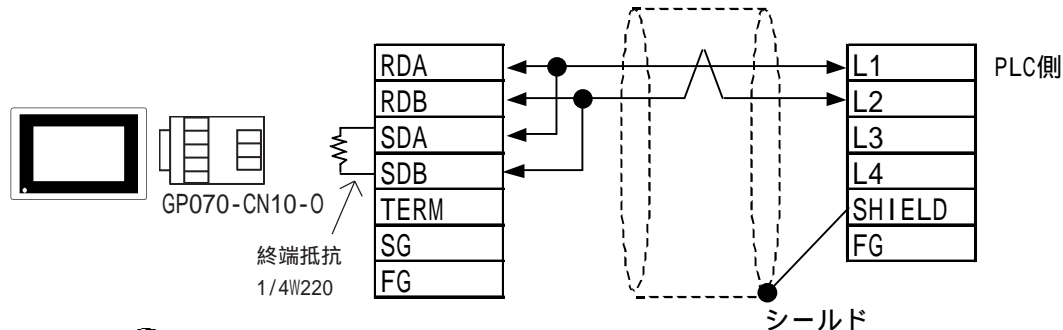 RDA
RDB
SDA
SDB
TERM
SG
FG
GP070-CN10-0
終端抵抗
1/4W220
L1
L2
L3
L4
SHIELD
FG
PLC側
シールド